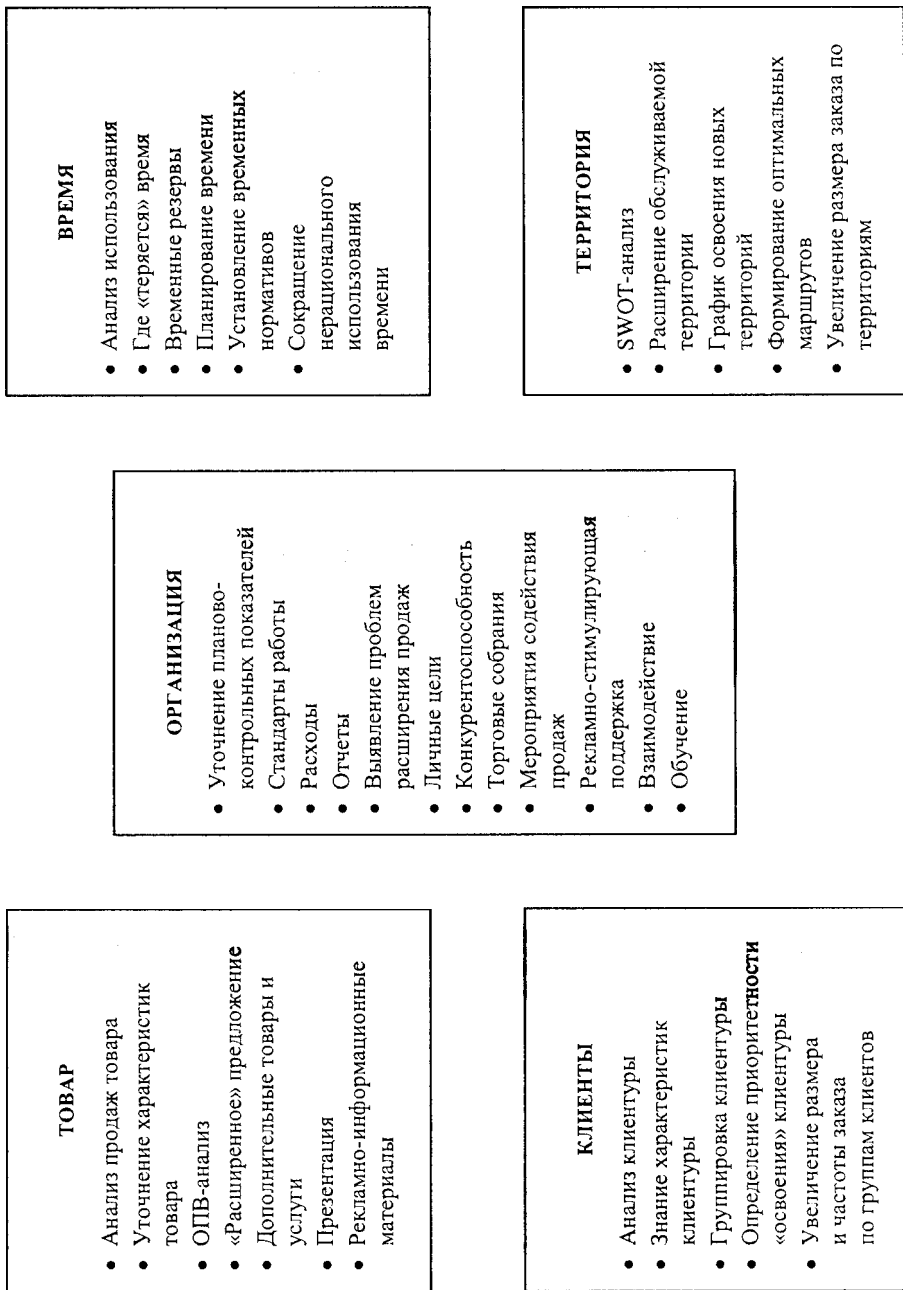 ТОВАР
• Анализ продаж товара
• Уточнение характеристик
товара
• ОПВ-анализ
• «Расширенное» предложение
• Дополнительные товары и
услуги
• Презентация
• Рекламно-информационные
материалы
КЛИЕНТЫ
• Анализ клиентуры
• Знание характеристик
клиентуры
• Группировка клиентуры
• Определение приоритетности
«освоения» клиентуры
• Увеличение размера
и частоты заказа
по группам клиентов
ОРГАНИЗАЦИЯ
• Уточнение планово-
контрольных показателей
• Стандарты работы
• Расходы
• Отчеты
• Выявление проблем
расширения продаж
• Личные цели
• Конкурентоспособность
• Торговые собрания
• Мероприятия содействия
продаж
• Рекламно-стимулирующая
поддержка
• Взаимодействие
• Обучение
ВРЕМЯ
• Анализ использования
• Где «теряется» время
• Временные резервы
• Планирование времени
• Установление временных
нормативов
• Сокращение
нерационального
использования
времени
ТЕРРИТОРИЯ
• SWOT-анализ
• Расширение обслуживаемой
территории
• График освоения новых
территорий
• Формирование оптимальных
маршрутов
• Увеличение размера заказа по
территориям